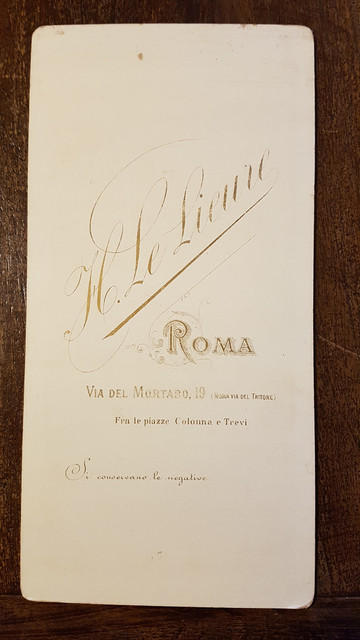 H. Le Lieure
ROMA
VIA DEL MORTARO, 19 (NUOVA VIA DEL TRITONE)
Fra le piazze Colonna e Trevi
Si conservano le negative